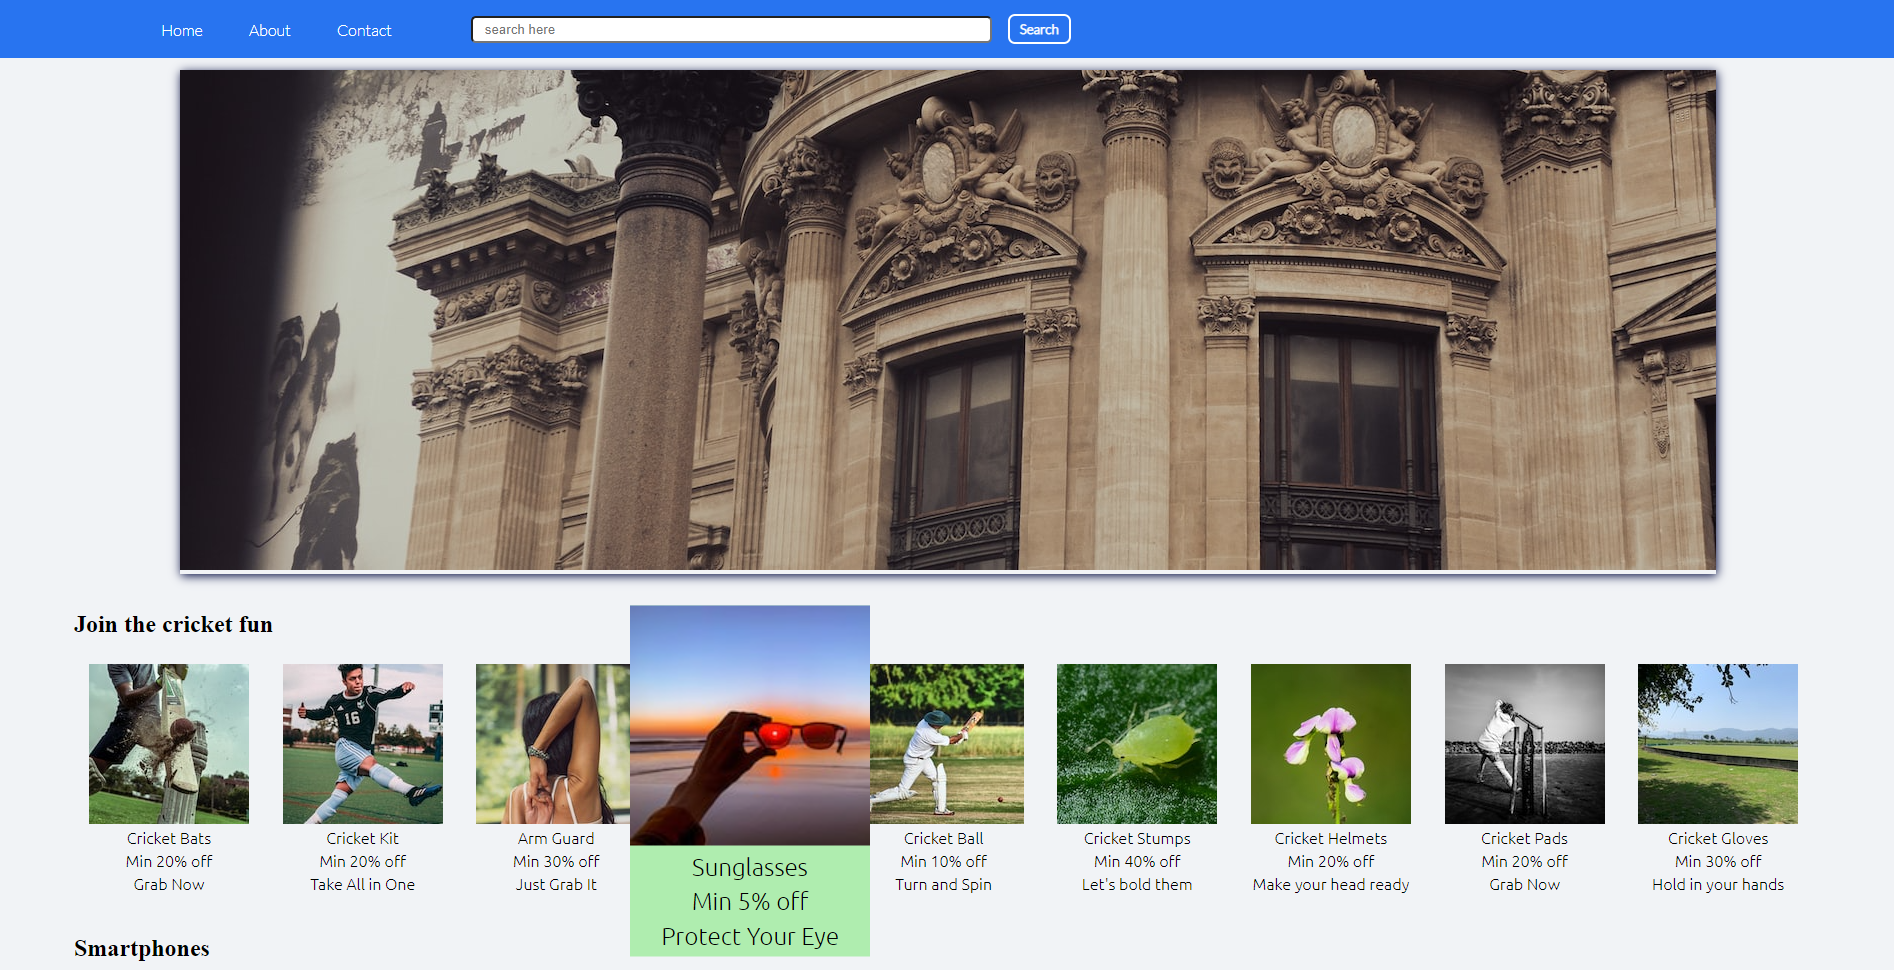 Home About Contact search here Search
Join the cricket fun
Cricket Bats
Min 20% off
Grab Now
Cricket Kit
Min 20% off
Take All in One
Arm Guard
Min 30% off
Just Grab It
Sunglasses
Min 5% off
Protect Your Eye
Cricket Ball
Min 10% off
Turn and Spin
Cricket Stumps
Min 40% off
Let's bold them
Cricket Helmets
Min 20% off
Make your head ready
Cricket Pads
Min 20% off
Grab Now
Cricket Gloves
Min 30% off
Hold in your hands
Smartphones